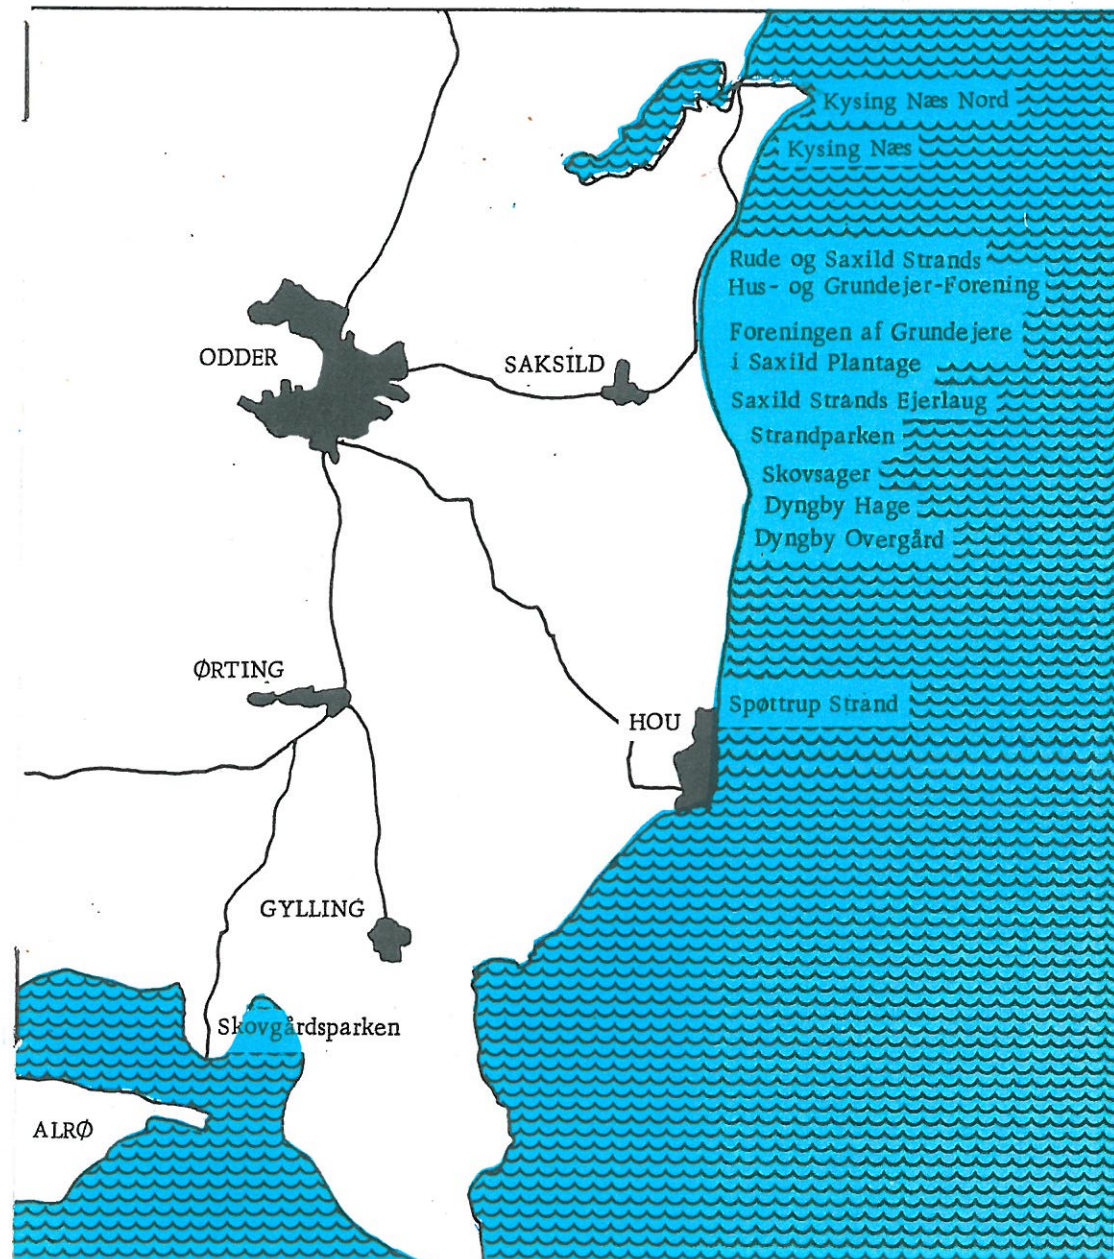 Kysing Næs Nord
Kysing Næs
Rude og Saxild Strands
Hus- og Grundejer-Forening
Foreningen af Grundejere
i Saxild Plantage
ODDER
SAKSILD
Saxild Strands Ejerlaug
Strandparken
Skovsager
Dyngby Hage
Dyngby Overgård
ØRTING
Spøttrup Strand
HOU
GYLLING
Skovgårdsparken
ALRØ